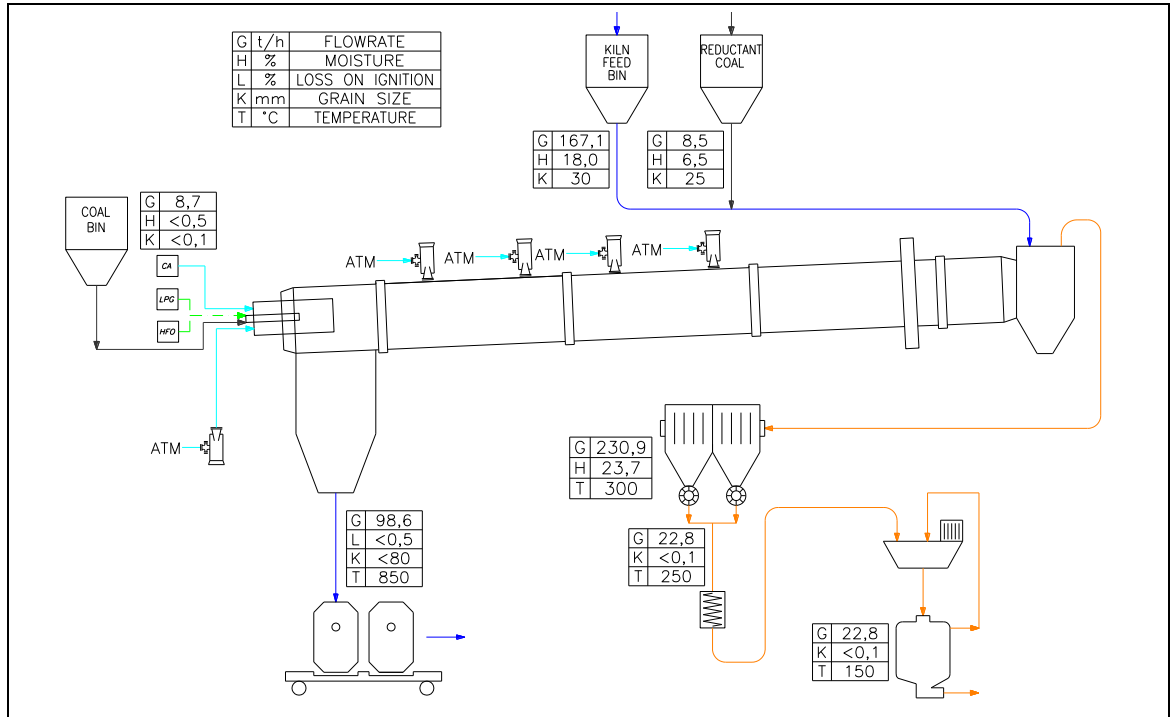 G t/h FLOWRATE
H % MOISTURE
L % LOSS ON IGNITION
K mm GRAIN SIZE
T °C TEMPERATURE
KILN
FEED
BIN
REDUCTANT
COAL
G 167,1
H 18,0
K 30
G 8,5
H 6,5
K 25
COAL
BIN
G 8,7
H <0,5
K <0,1
CA
LPG
HFO
ATM
ATM
ATM
ATM
ATM
G 230,9
H 23,7
T 300
G 98,6
L <0,5
K <80
T 850
G 22,8
K <0,1
T 250
G 22,8
K <0,1
T 150